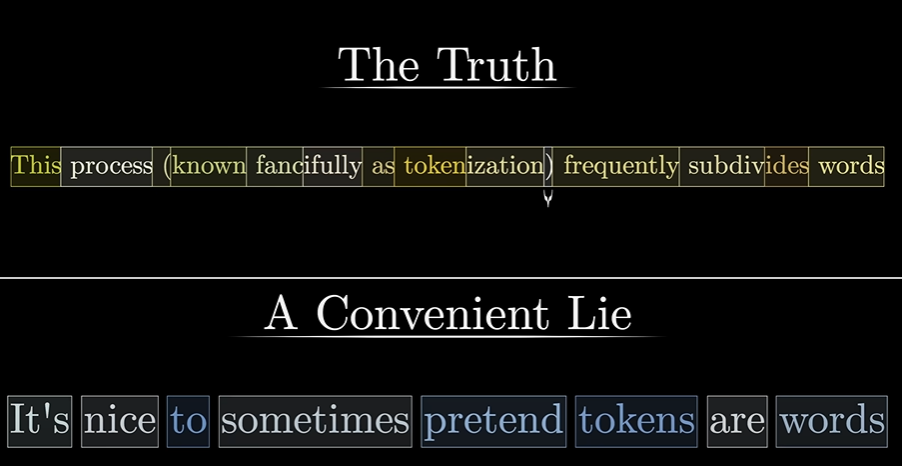 The Truth
This process (known fancifully as tokenization) frequently subdivides words
A Convenient Lie
It's nice to sometimes pretend tokens are words